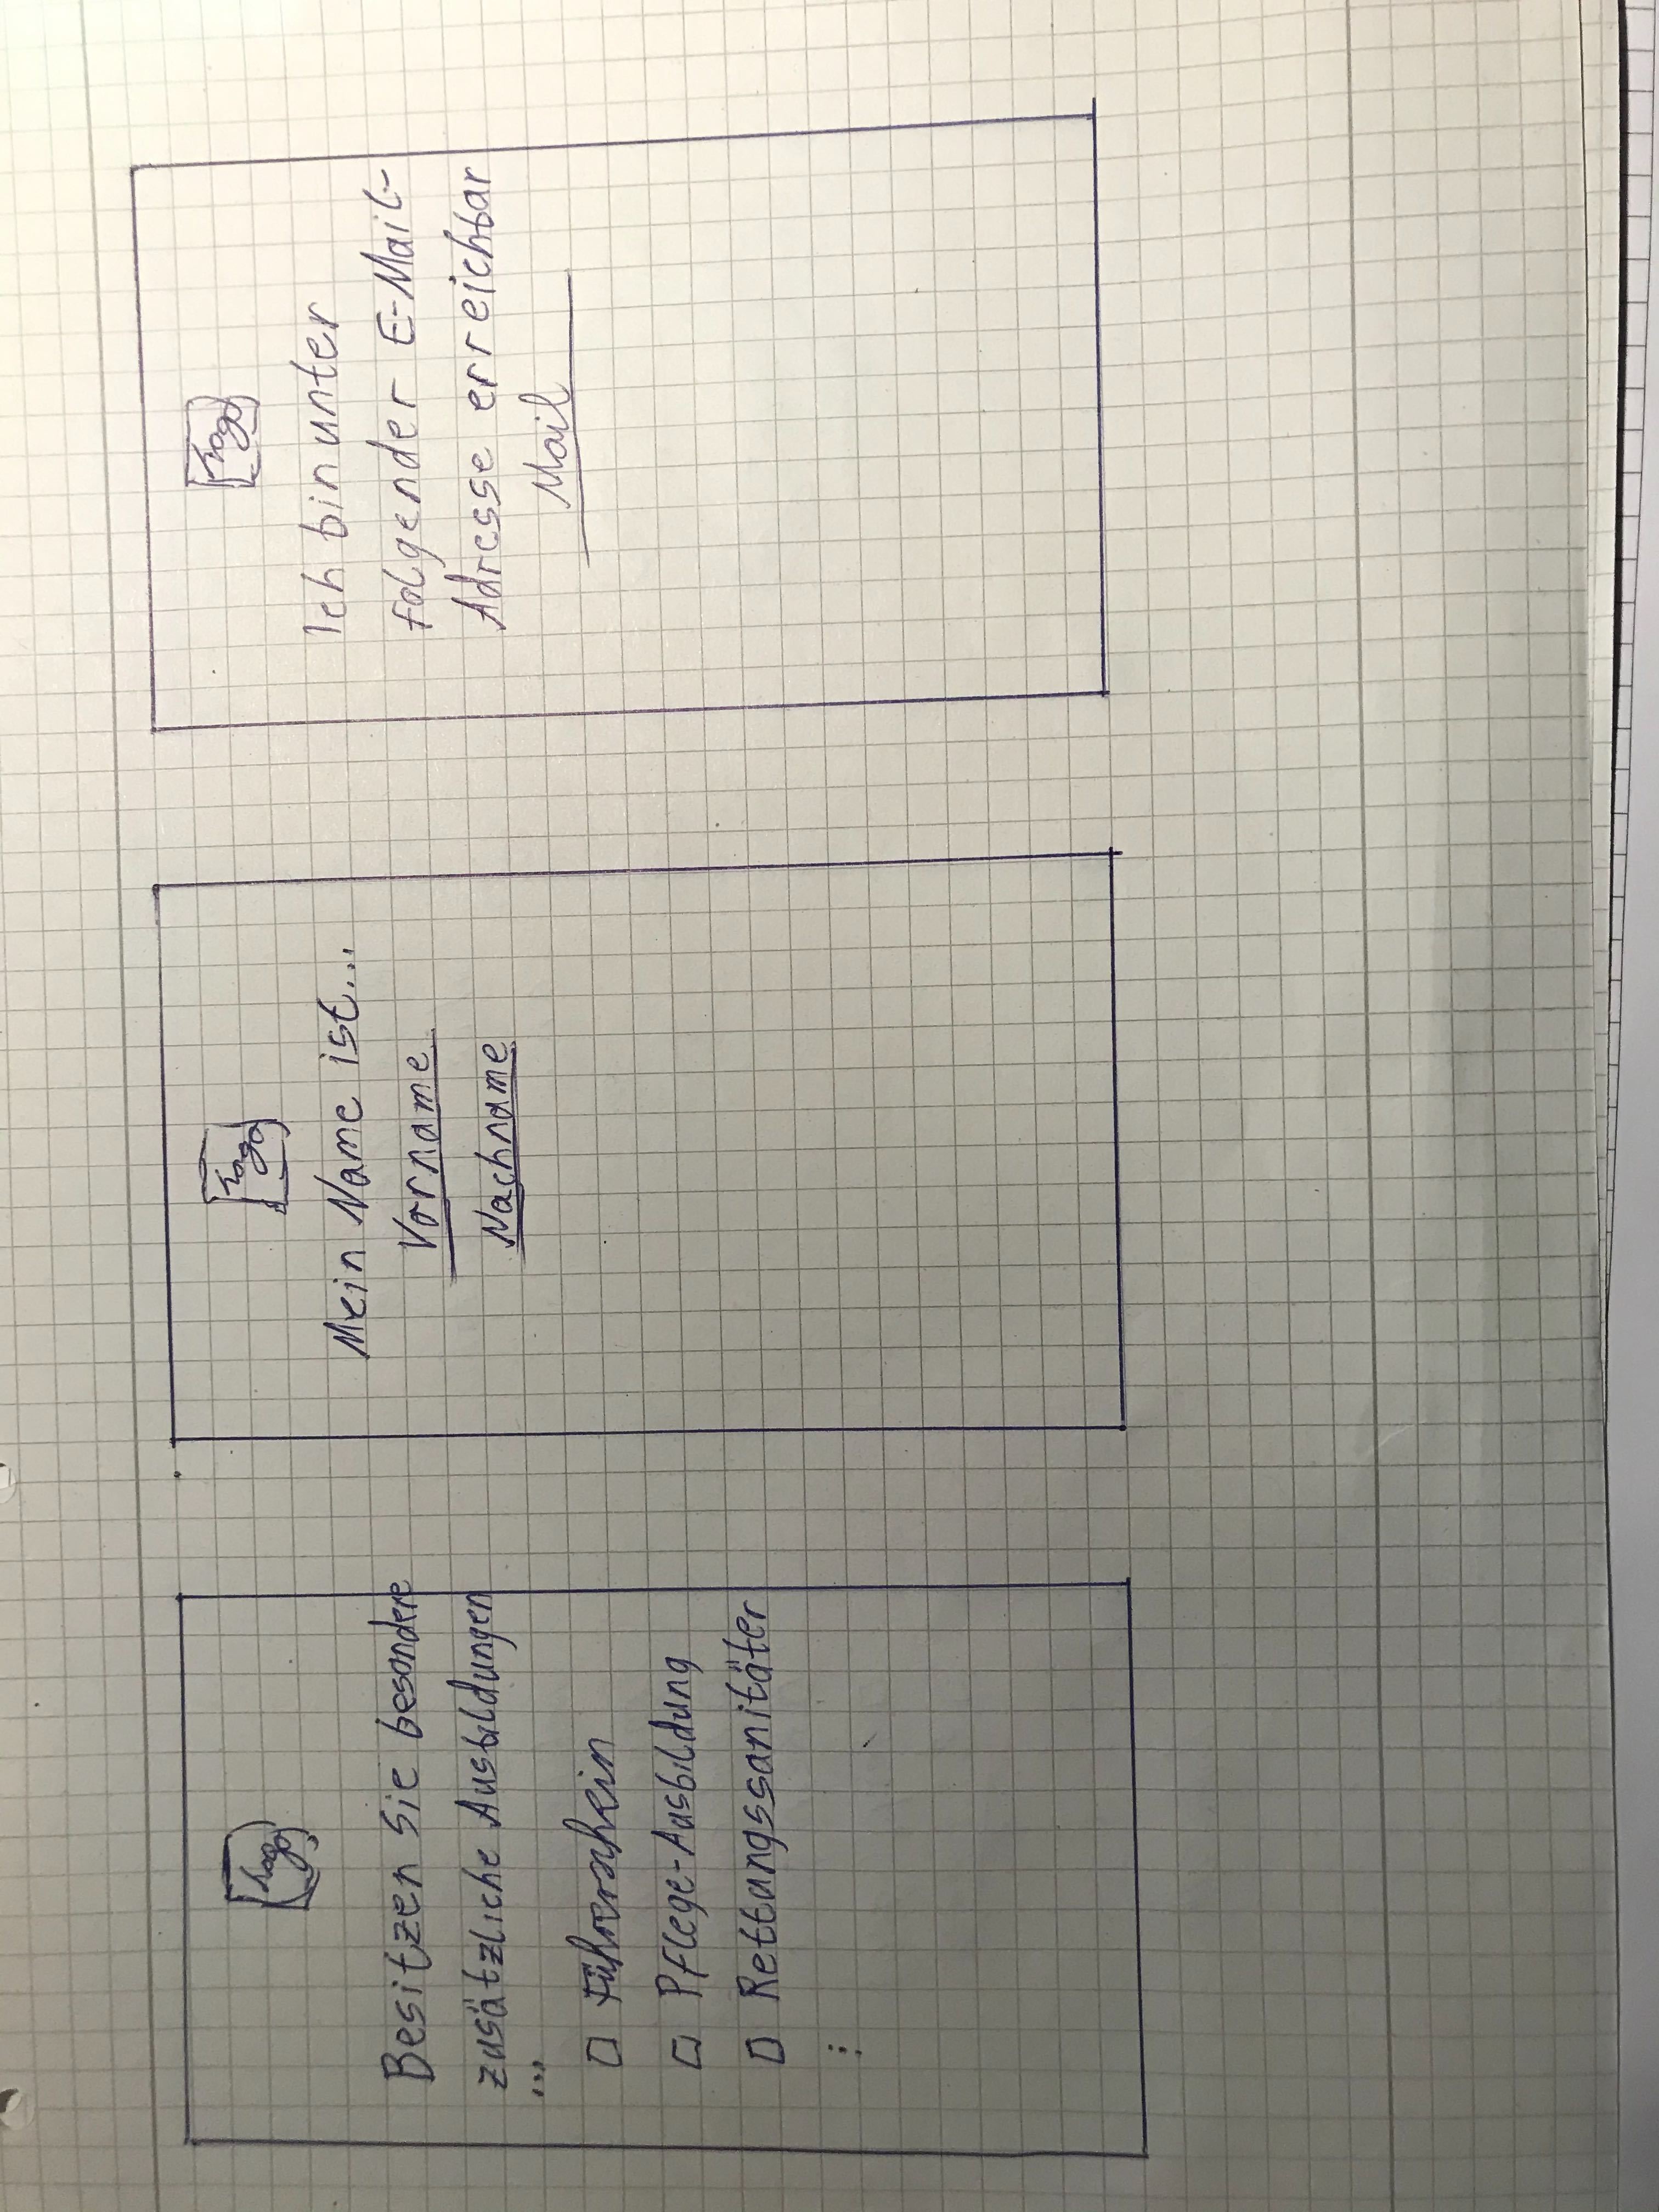 Logo
Besitzen Sie besondere
zusätzliche Ausbildungen
...
Führerschein
Pflege-Ausbildung
Rettungssanitäter
⋮
Logo
Mein Name ist...
Vorname
Nachname
Logo
Ich bin unter
folgender E-Mail-
Adresse erreichbar
Mail